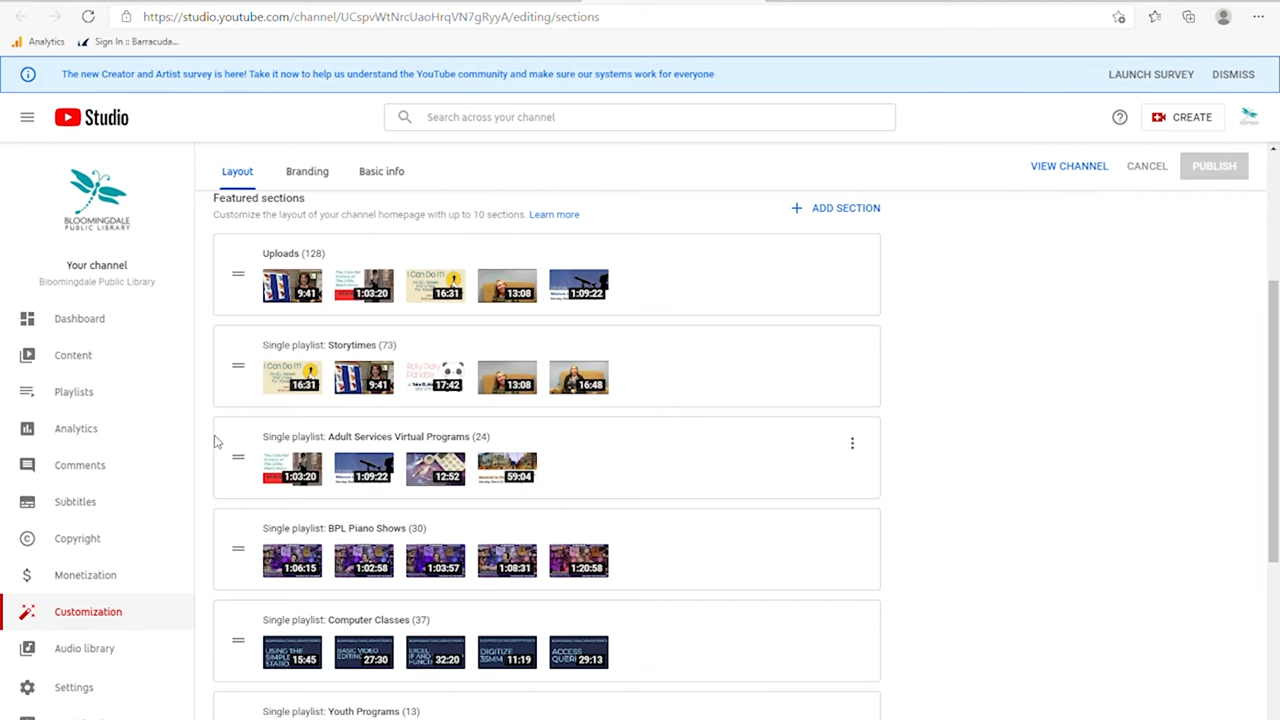 https://studio.youtube.com/channel/UCspvWtNrcUaoHrqVN7gRyyA/editing/sections
Analytics
Sign In :: Barracuda...
The new Creator and Artist survey is here! Take it now to help us understand the YouTube community and make sure our systems work for everyone
LAUNCH SURVEY
DISMISS
Studio
Search across your channel
CREATE
BLOOMINGDALE
PUBLIC LIBRARY
Your channel
Bloomingdale Public Library
Dashboard
Content
Playlists
Analytics
Comments
Subtitles
Copyright
Monetization
Customization
Audio library
Settings
Layout
Branding
Basic info
VIEW CHANNEL
CANCEL
PUBLISH
Featured sections
Customize the layout of your channel homepage with up to 10 sections. Learn more
+ ADD SECTION
Uploads (128)
9:41
1:03:20
I Can Do It!
16:31
13:08
1:09:22
Single playlist: Storytimes (73)
I Can Do It!
16:31
9:41
17:42
13:08
16:48
Single playlist: Adult Services Virtual Programs (24)
1:03:20
1:09:22
12:52
59:04
Single playlist: BPL Piano Shows (30)
1:06:15
1:02:58
1:03:57
1:08:31
1:20:58
Single playlist: Computer Classes (37)
USING THE
SIMPLE
15:45
BASIC VIDEO
27:30
EXCEL:
32:20
DIGITIZE
35MM
11:19
ACCESS
29:13
Single playlist: Youth Programs (13)